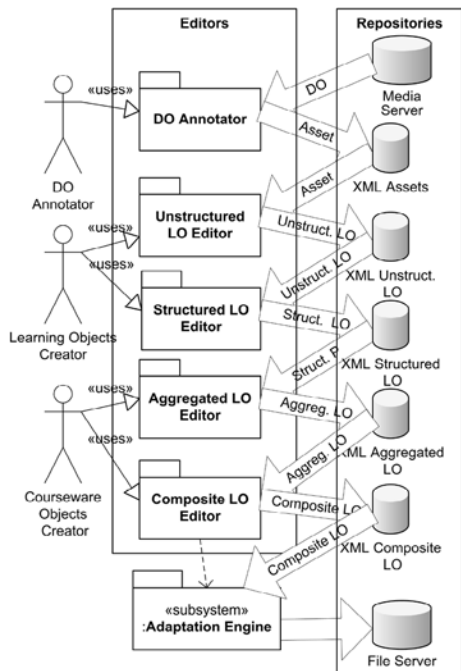 Editors
Repositories
«uses»
DO
Media
Server
DO Annotator
Asset
DO
Annotator
Asset
XML Assets
«uses»
Unstructured
LO Editor
Unstruct. LO
«uses»
Unstruct. LO
XML Unstruct.
LO
Learning Objects
Creator
Structured LO
Editor
Struct. LO
Struct. P
XML Structured
LO
«uses»
Aggregated LO
Editor
Aggreg. LO
«uses»
Aggreg. LO
XML Aggregated
LO
Courseware
Objects
Creator
Composite LO
Editor
Composite LO
Composite LO
XML Composite
LO
«subsystem»
:Adaptation Engine
File Server